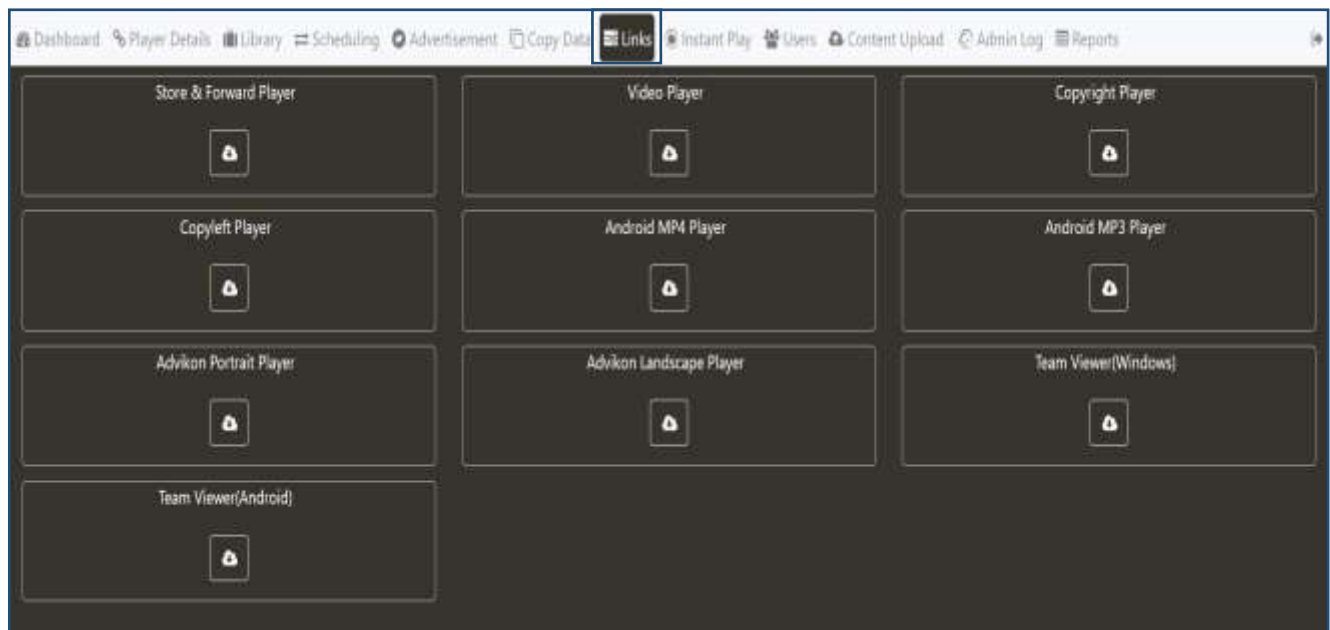 Dashboard Player Details Library Scheduling Advertisement Copy Data Links Instant Play Users Content Upload Admin Log Reports
Store & Forward Player Video Player Copyright Player
Copyleft Player Android MP4 Player Android MP3 Player
Advikon Portrait Player Advikon Landscape Player Team Viewer(Windows)
Team Viewer(Android)